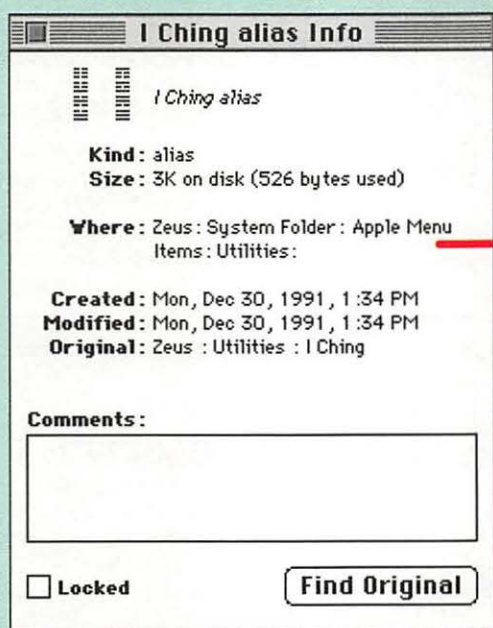 I Ching alias Info
I Ching alias
Kind: alias
Size: 3K on disk (526 bytes used)
Where: Zeus: System Folder: Apple Menu
Items: Utilities:
Created: Mon, Dec 30, 1991, 1:34 PM
Modified: Mon, Dec 30, 1991, 1:34 PM
Original: Zeus : Utilities : I Ching
Comments:
Locked
Find Original